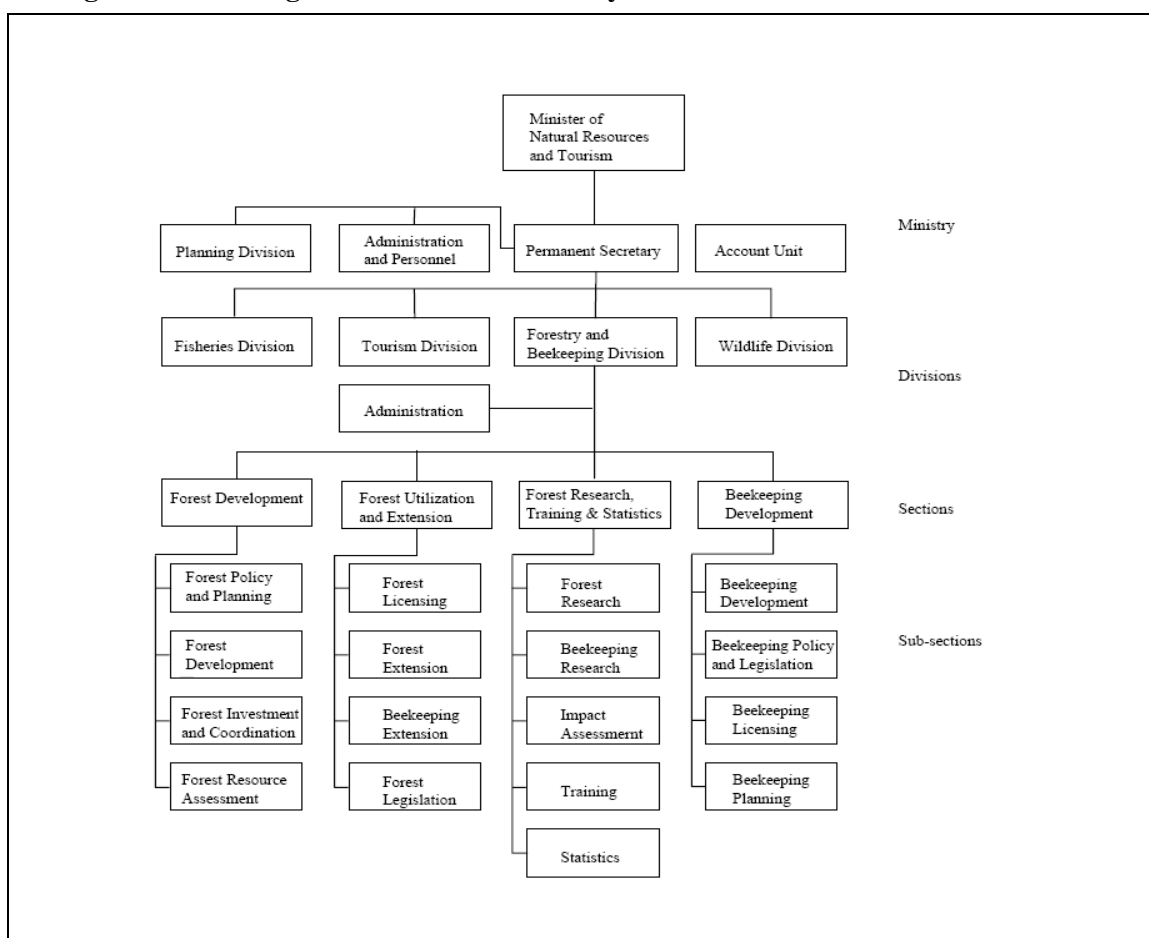 Minister of
Natural Resources
and Tourism
Ministry
Planning Division
Administration
and Personnel
Permanent Secretary
Account Unit
Fisheries Division
Tourism Division
Forestry and
Beekeeping Division
Wildlife Division
Divisions
Administration
Forest Development
Forest Utilization
and Extension
Forest Research,
Training & Statistics
Beekeeping
Development
Sections
Forest Policy
and Planning
Forest
Licensing
Forest
Research
Beekeeping
Development
Forest
Development
Forest
Extension
Beekeeping
Research
Beekeeping Policy
and Legislation
Sub-sections
Forest Investment
and Coordination
Beekeeping
Extension
Impact
Assessmernt
Beekeeping
Licensing
Forest Resource
Assessment
Forest
Legislation
Training
Beekeeping
Planning
Statistics